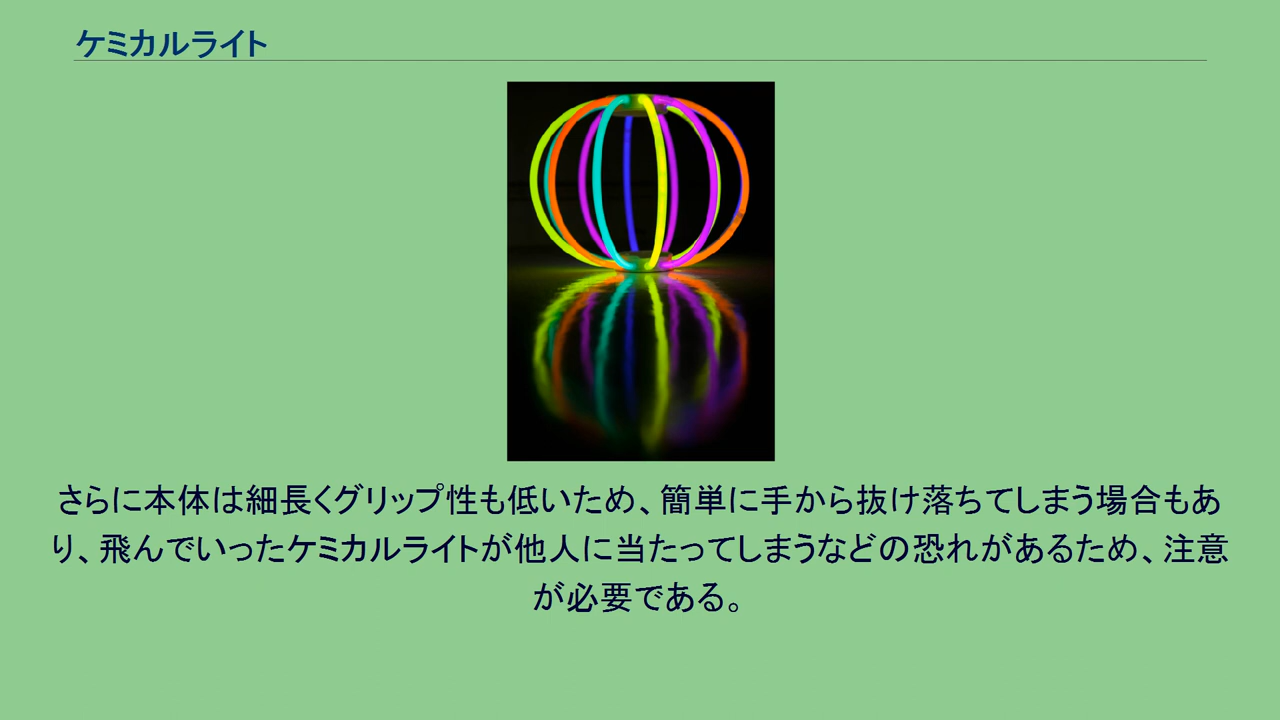 ケミカルライト
さらに本体は細長くグリップ性も低いため、簡単に手から抜け落ちてしまう場合もあ
り、飛んでいったケミカルライトが他人に当たってしまうなどの恐れがあるため、注意
が必要である。